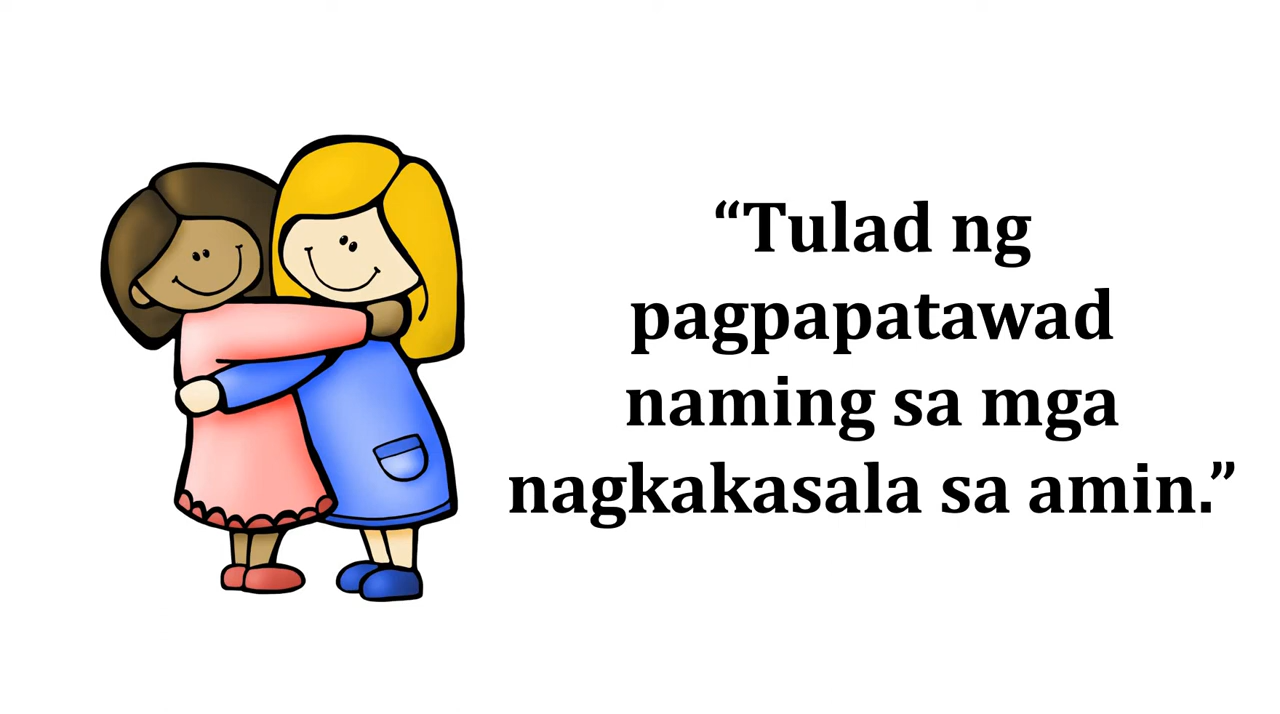 “Tulad ng
pagpapatawad
naming sa mga
nagkakasala sa amin.”